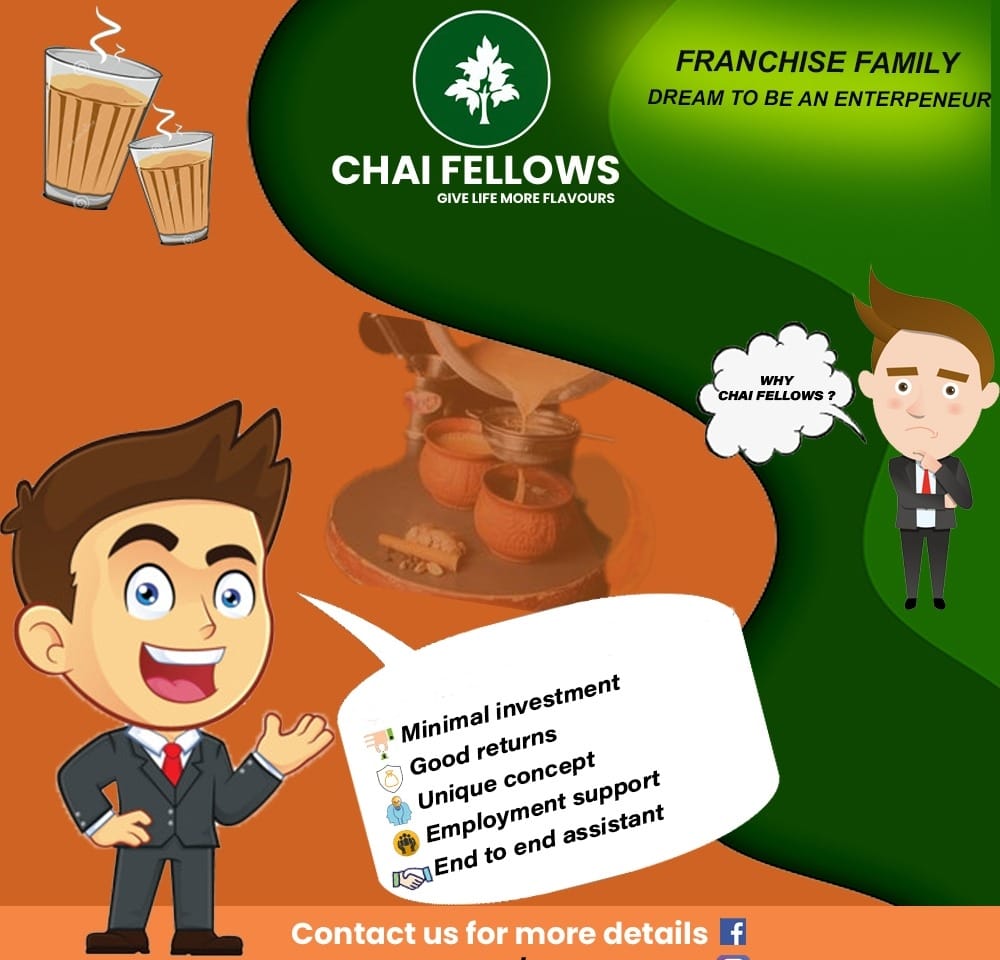 FRANCHISE FAMILY
DREAM TO BE AN ENTERPENEUR
CHAI FELLOWS
GIVE LIFE MORE FLAVOURS
WHY
CHAI FELLOWS ?
Minimal investment
Good returns
Unique concept
Employment support
End to end assistant
Contact us for more details